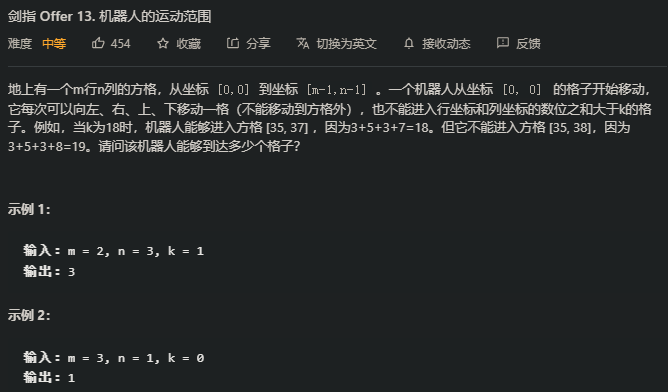 剑指 Offer 13. 机器人的运动范围
难度 中等 454 收藏 分享 切换为英文 接收动态 反馈
地上有一个m行n列的方格，从坐标 [0,0] 到坐标 [m-1,n-1] 。一个机器人从坐标 [0, 0] 的格子开始移动，
它每次可以向左、右、上、下移动一格（不能移动到方格外），也不能进入行坐标和列坐标的数位之和大于k的格
子。例如，当k为18时，机器人能够进入方格 [35, 37] ，因为3+5+3+7=18。但它不能进入方格 [35, 38]，因为
3+5+3+8=19。请问该机器人能够到达多少个格子？
示例 1：
输入：m = 2, n = 3, k = 1
输出：3
示例 2：
输入：m = 3, n = 1, k = 0
输出：1